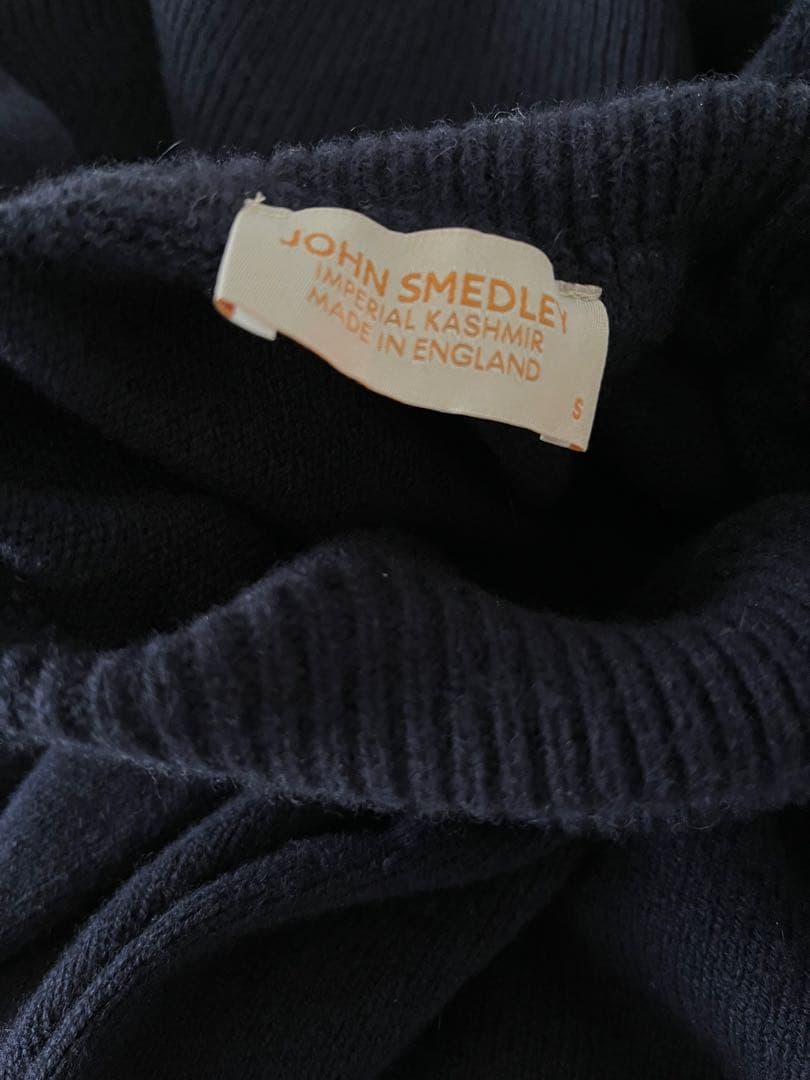 JOHN SMEDLEY
IMPERIAL KASHMIR
MADE IN ENGLAND
S